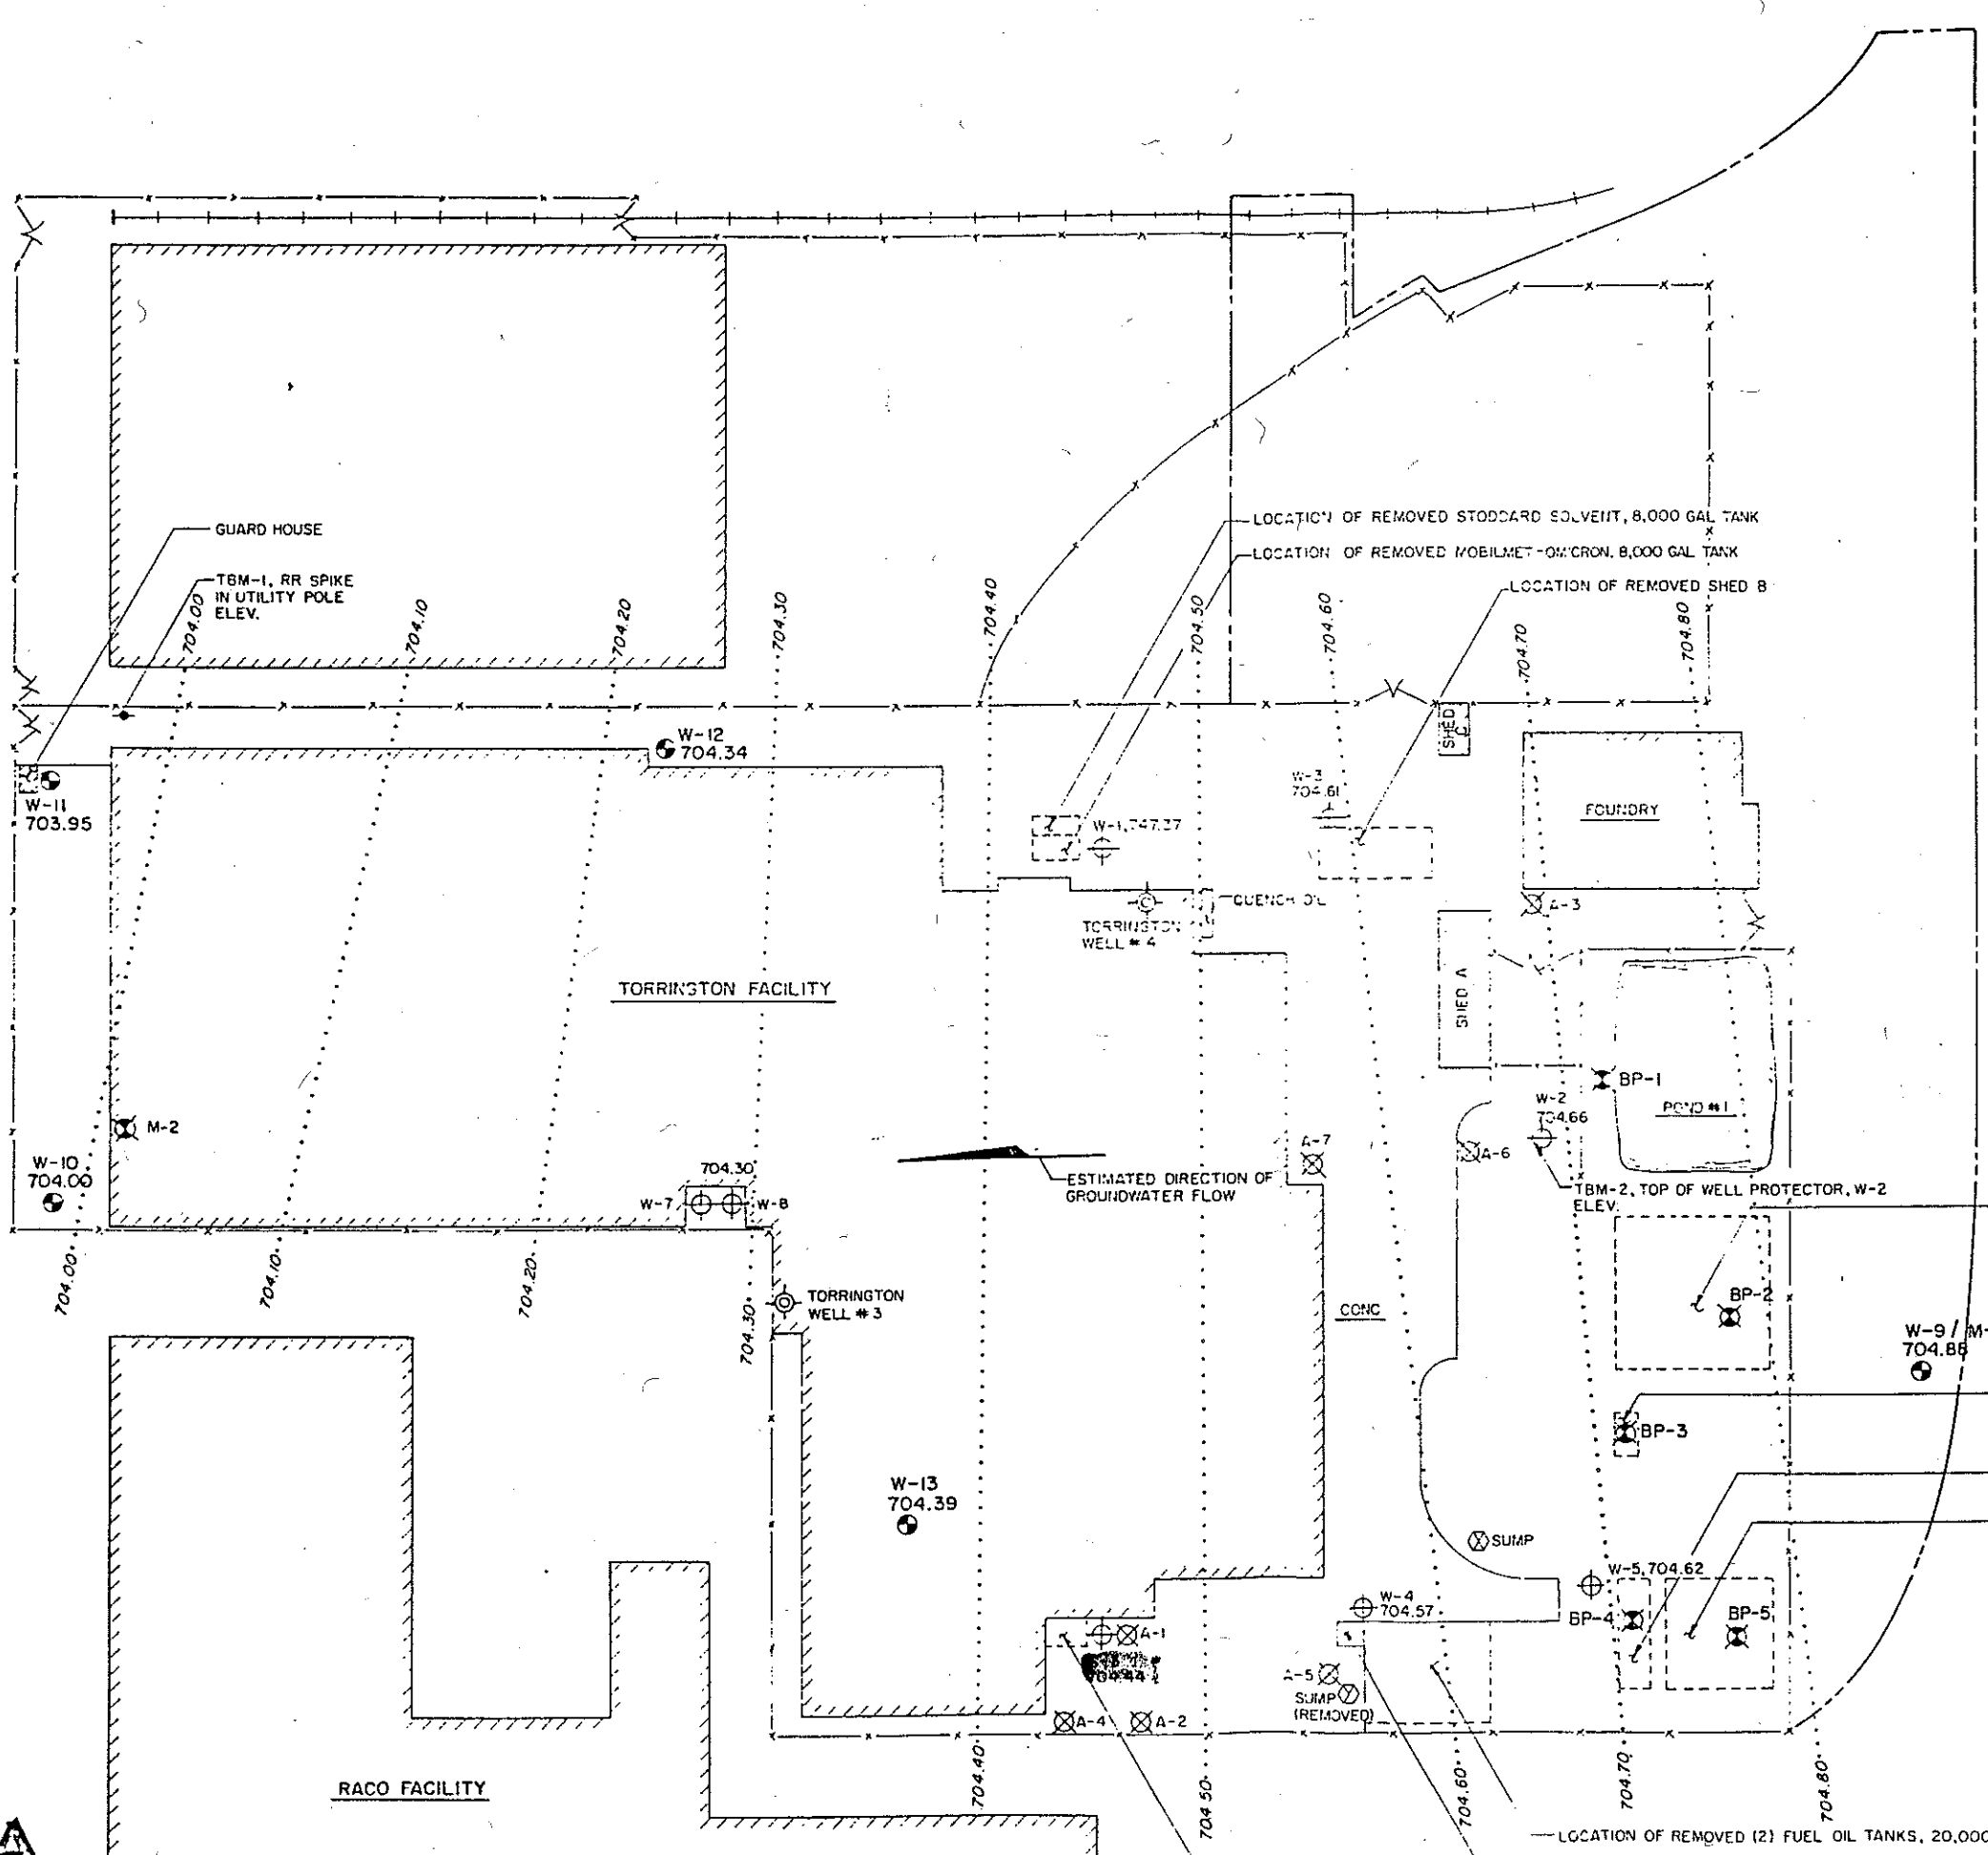 LOCATION OF REMOVED STODDARD SOLVENT, 8,000 GAL TANK
GUARD HOUSE
LOCATION OF REMOVED MOBILMET-OMICRON, 8,000 GAL TANK
TBM-1, RR SPIKE
IN UTILITY POLE
ELEV.
LOCATION OF REMOVED SHED B
704.00
704.10
704.20
704.30
704.40
704.50
704.60
704.70
704.80
W-12
704.34
SHED
C
W-11
703.95
W-3
704.61
W-1,747.37
FOUNDRY
QUENCH OIL
A-3
TORRINGTON
WELL # 4
TORRINGTON FACILITY
SHED A
BP-1
W-2
704.66
POND #1
M-2
A-7
A-6
W-10
704.00
704.30
W-7
W-8
ESTIMATED DIRECTION OF
GROUNDWATER FLOW
TBM-2, TOP OF WELL PROTECTOR, W-2
ELEV.
704.00
704.10
704.20
704.30
TORRINGTON
WELL # 3
CONC
BP-2
W-9 / M-
704.88
BP-3
W-13
704.39
SUMP
W-5,704.62
W-4
704.57
BP-4
BP-5
A-1
704.44
A-5
SUMP
(REMOVED)
A-4
A-2
704.40
704.50
704.60
704.70
704.80
RACO FACILITY
LOCATION OF REMOVED (2) FUEL OIL TANKS, 20,000